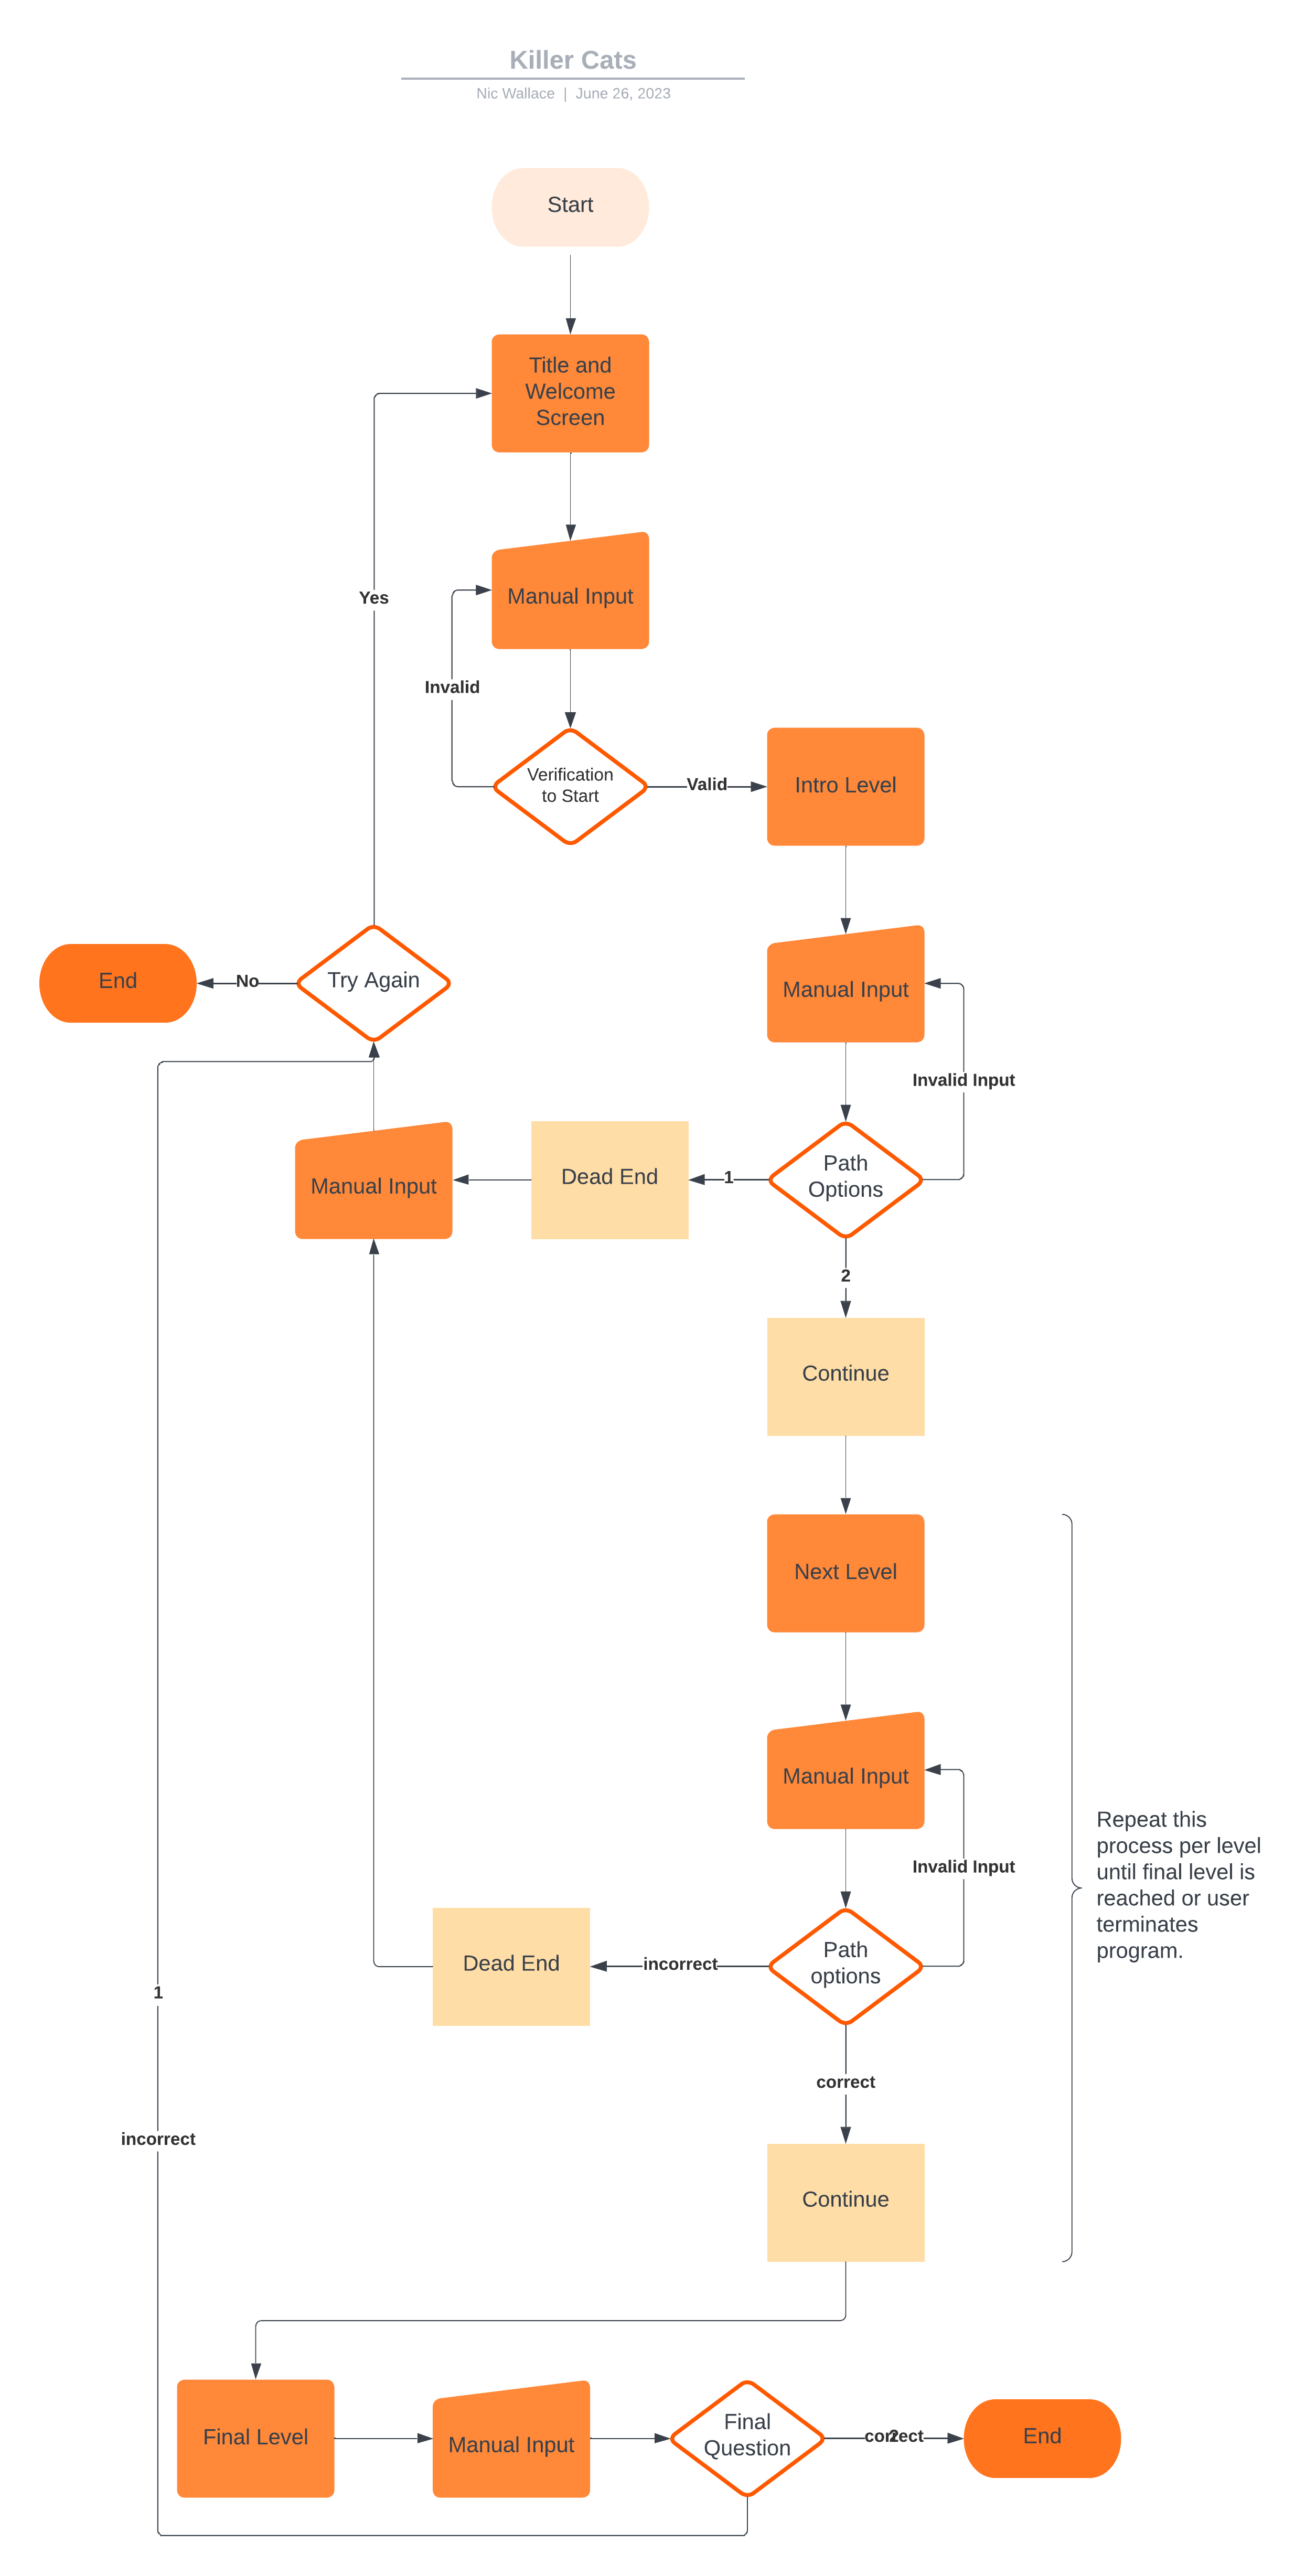 Killer Cats
Nic Wallace | June 26, 2023
Start
Title and
Welcome
Screen
Yes
Manual Input
Invalid
Verification
to Start
Valid
Intro Level
End
No
Try Again
Manual Input
Invalid Input
Manual Input
Dead End
1
Path
Options
2
Continue
Next Level
Manual Input
Invalid Input
Repeat this
process per level
until final level is
reached or user
terminates
program.
Dead End
incorrect
Path
options
1
correct
incorrect
Continue
Final Level
Manual Input
Final
Question
correct
2
End